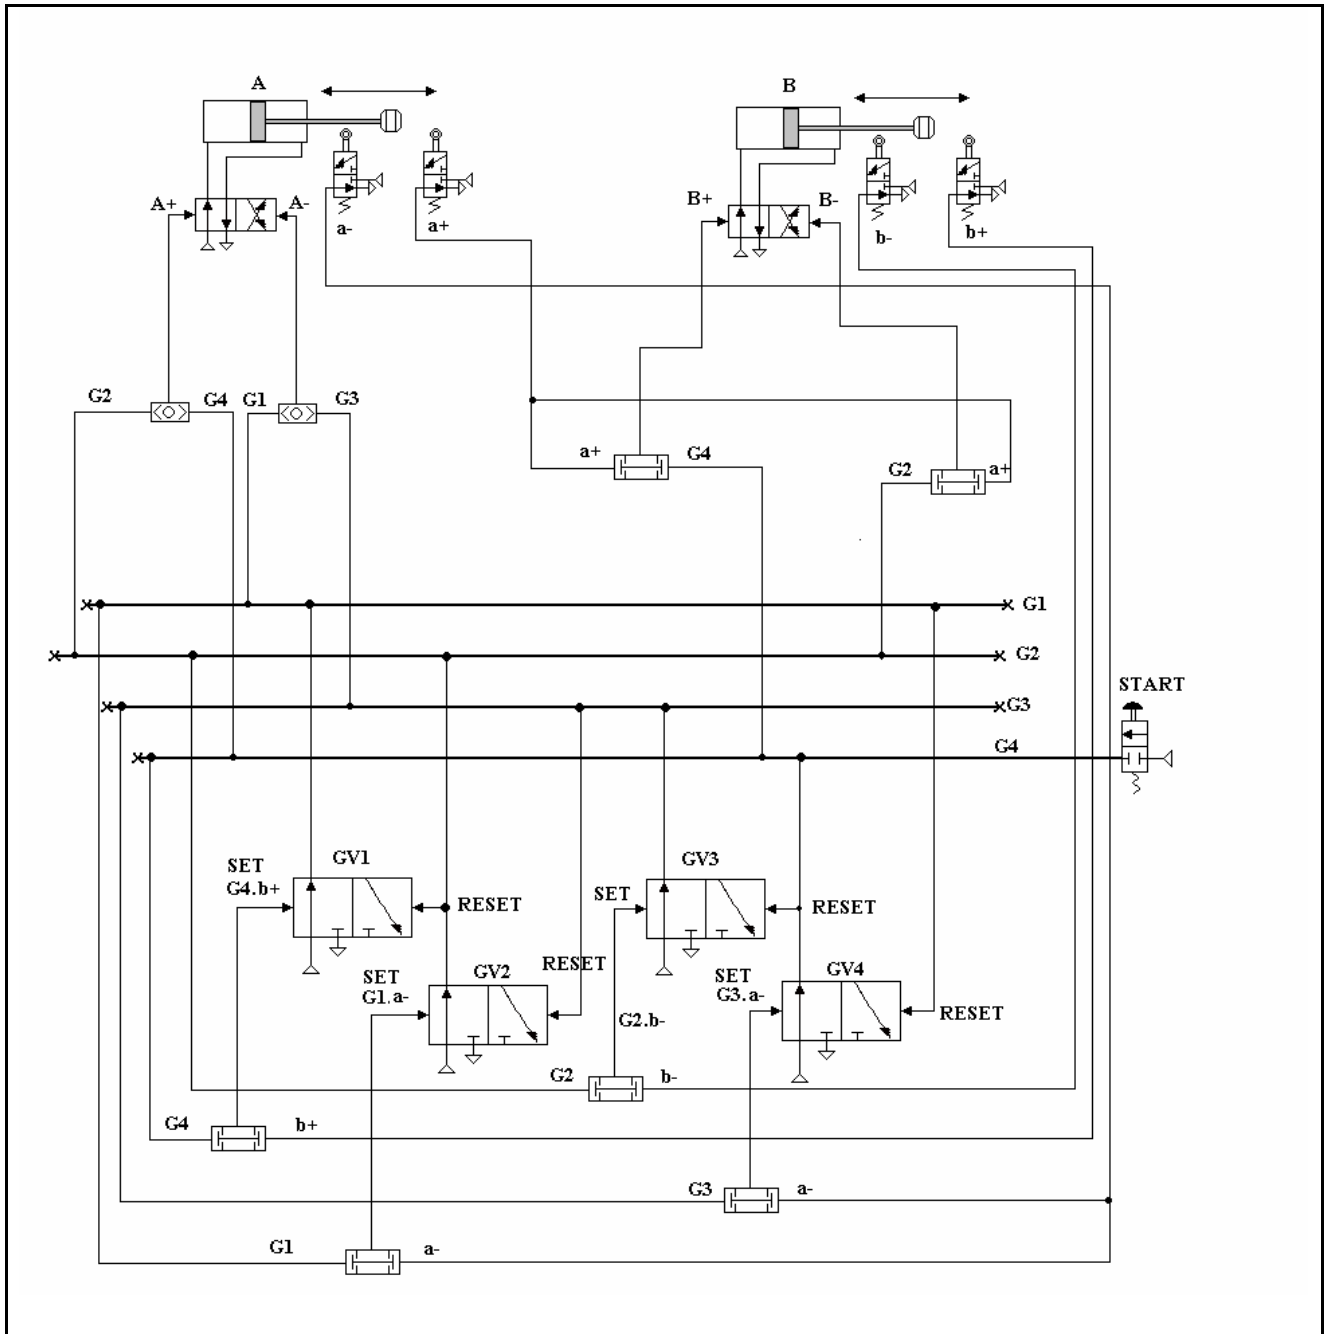 A
B
A+
A-
a-
a+
B+
B-
b-
b+
G2
G4
G1
G3
a+
G4
G2
a+
G1
G2
START
G3
G4
GV1
SET
G4.b+
RESET
GV3
SET
RESET
GV2
RESET
SET
G1.a-
GV4
SET
G3.a-
RESET
G2.b-
G2
b-
G4
b+
G3
a-
G1
a-